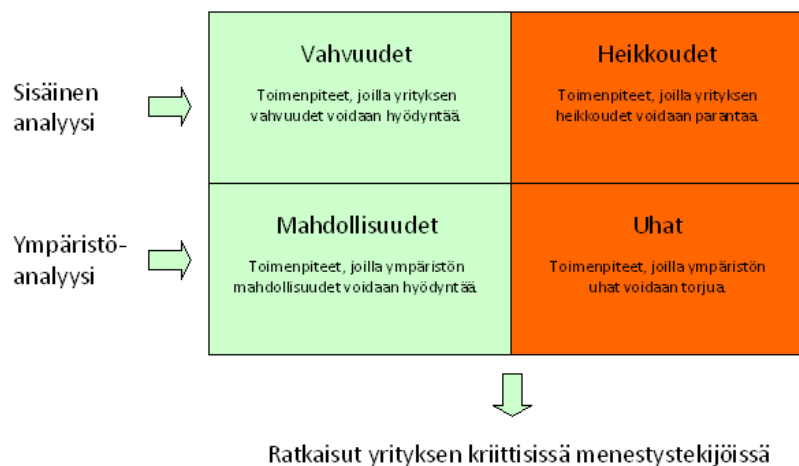 Sisäinen
analyysi
Vahvuudet
Toimenpiteet, joilla yrityksen
vahvuudet voidaan hyödyntää.
Heikkoudet
Toimenpiteet, joilla yrityksen
heikkoudet voidaan parantaa.
Ympäristö-
analyysi
Mahdollisuudet
Toimenpiteet, joilla ympäristön
mahdollisuudet voidaan hyödyntää.
Uhat
Toimenpiteet, joilla ympäristön
uhat voidaan torjua.
Ratkaisut yrityksen kriittisissä menestystekijöissä